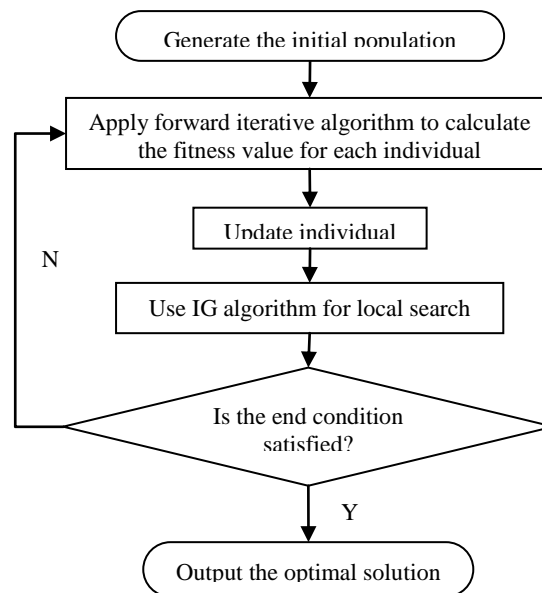 Generate the initial population
Apply forward iterative algorithm to calculate
the fitness value for each individual
Update individual
N
Use IG algorithm for local search
Is the end condition
satisfied?
Y
Output the optimal solution